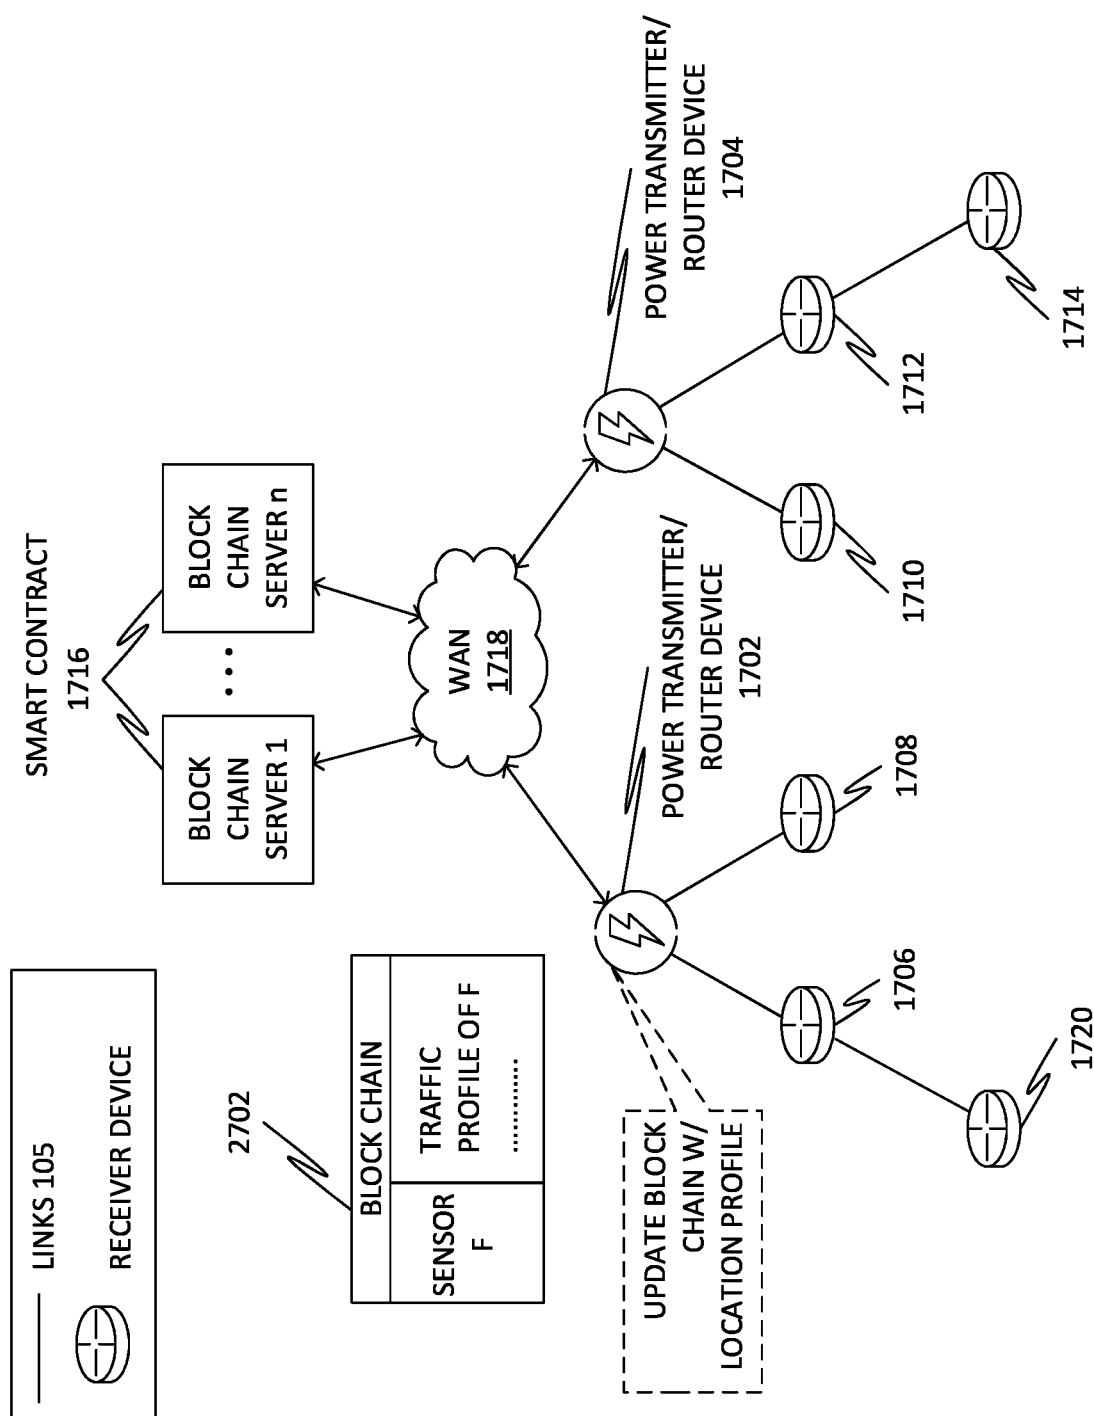 LINKS 105
RECEIVER DEVICE
2702
BLOCK CHAIN
SENSOR
F
TRAFFIC
PROFILE OF F
............
SMART CONTRACT
1716
BLOCK
CHAIN
SERVER 1
...
BLOCK
CHAIN
SERVER n
WAN
1718
UPDATE BLOCK
CHAIN W/
LOCATION PROFILE
POWER TRANSMITTER/
ROUTER DEVICE
1702
POWER TRANSMITTER/
ROUTER DEVICE
1704
1720
1706
1708
1710
1712
1714